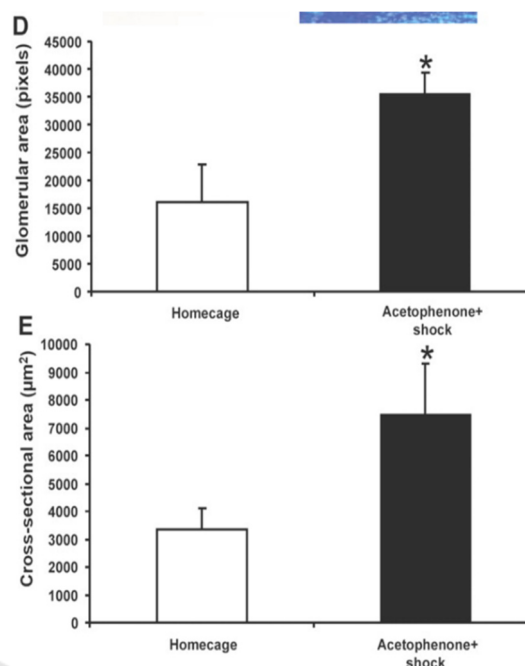 D
Glomerular area (pixels)
45000
40000
35000
30000
25000
20000
15000
10000
5000
0
*
Homecage
Acetophenone+
shock
E
Cross-sectional area (μm²)
10000
9000
8000
7000
6000
5000
4000
3000
2000
1000
0
*
Homecage
Acetophenone+
shock